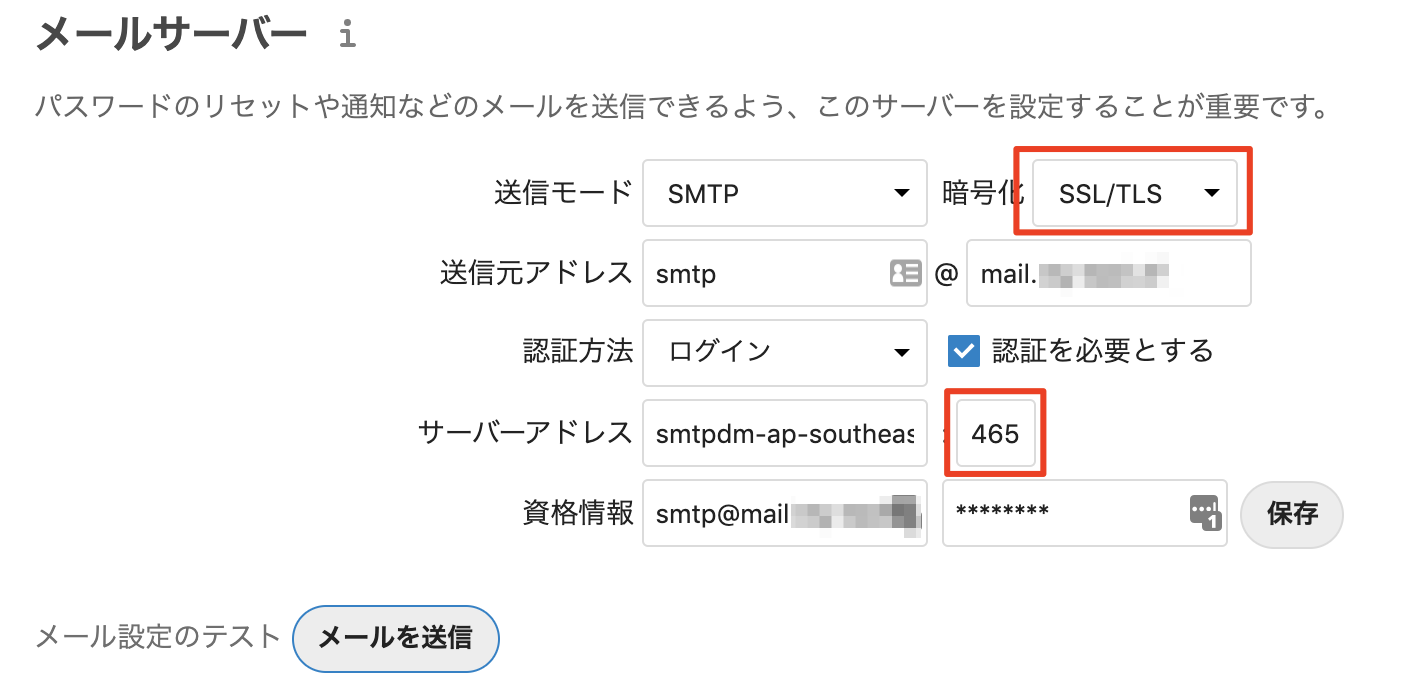 メールサーバー i
パスワードのリセットや通知などのメールを送信できるよう、このサーバーを設定することが重要です。
送信モード SMTP 暗号化 SSL/TLS
送信元アドレス smtp @ mail.
認証方法 ログイン 認証を必要とする
サーバーアドレス smtpdm-ap-southeas : 465
資格情報 smtp@mail ******** 保存
メール設定のテスト メールを送信